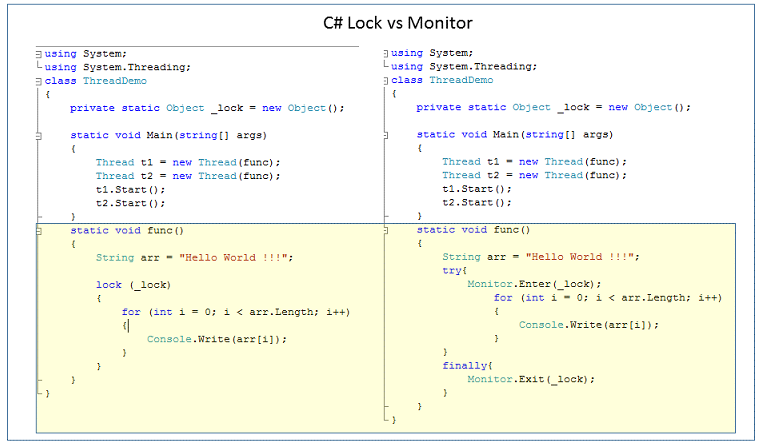 C# Lock vs Monitor
using System;
using System.Threading;
class ThreadDemo
{
private static Object _lock = new Object();
static void Main(string[] args)
{
Thread t1 = new Thread(func);
Thread t2 = new Thread(func);
t1.Start();
t2.Start();
}
static void func()
{
String arr = "Hello World !!!";
lock (_lock)
{
for (int i = 0; i < arr.Length; i++)
{
Console.Write(arr[i]);
}
}
}
}
using System;
using System.Threading;
class ThreadDemo
{
private static Object _lock = new Object();
static void Main(string[] args)
{
Thread t1 = new Thread(func);
Thread t2 = new Thread(func);
t1.Start();
t2.Start();
}
static void func()
{
String arr = "Hello World !!!";
try{
Monitor.Enter(_lock);
for (int i = 0; i < arr.Length; i++)
{
Console.Write(arr[i]);
}
}
finally{
Monitor.Exit(_lock);
}
}
}